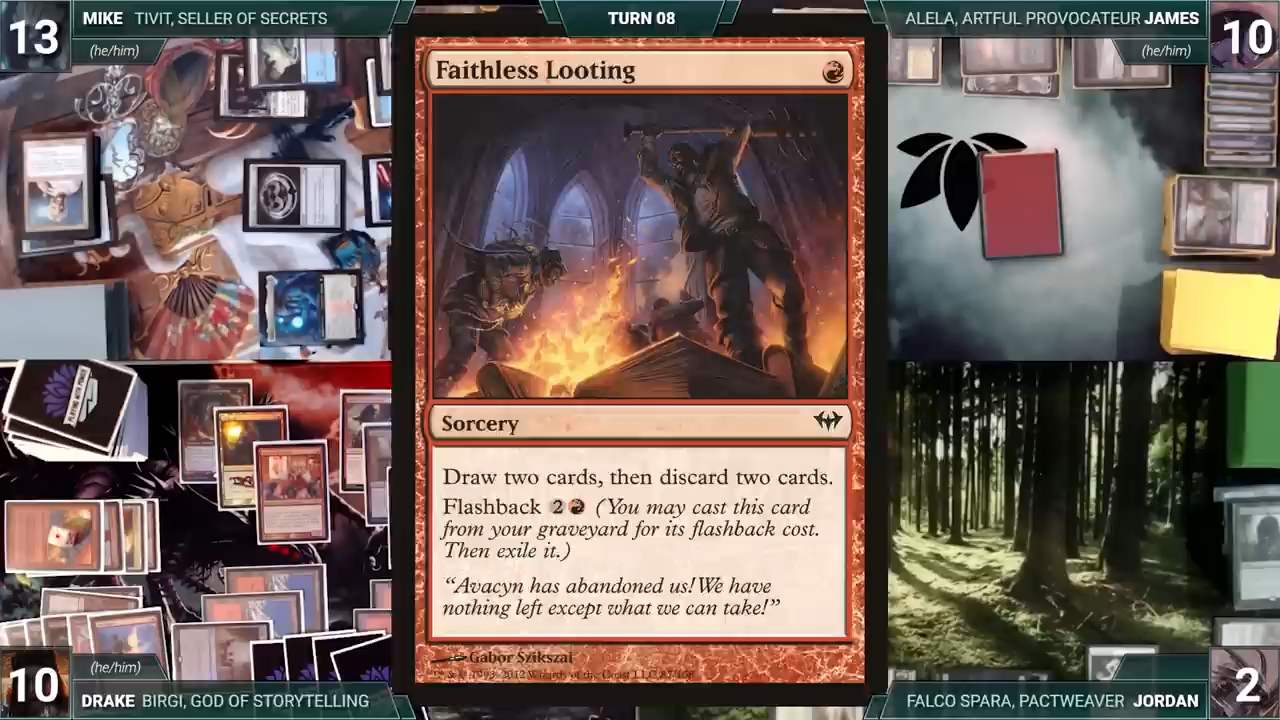 13
MIKE TIVIT, SELLER OF SECRETS
(he/him)
TURN 08
ALELA, ARTFUL PROVOCATEUR JAMES
(he/him)
10
Faithless Looting
Sorcery
Draw two cards, then discard two cards.
Flashback 2 (You may cast this card
from your graveyard for its flashback cost.
Then exile it.)
“Avacyn has abandoned us! We have
nothing left except what we can take!”
Gabor Szikszai
10
(he/him)
DRAKE BIRGI, GOD OF STORYTELLING
FALCO SPARA, PACTWEAVER JORDAN
2